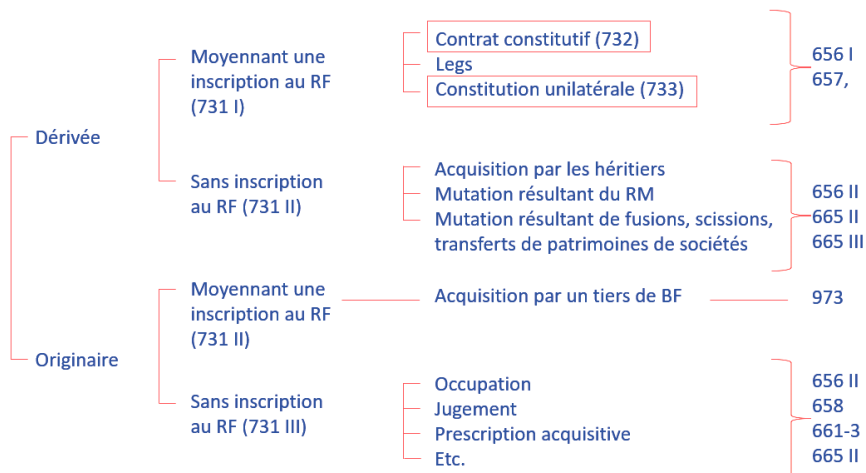 Dérivée
Moyennant une
inscription au RF
(731 I)
Contrat constitutif (732)
Legs
Constitution unilatérale (733)
656 I
657,
Sans inscription
au RF (731 II)
Acquisition par les héritiers
Mutation résultant du RM
Mutation résultant de fusions, scissions,
transferts de patrimoines de sociétés
656 II
665 II
665 III
Originaire
Moyennant une
inscription au RF
(731 II)
Acquisition par un tiers de BF
973
Sans inscription
au RF (731 III)
Occupation
Jugement
Prescription acquisitive
Etc.
656 II
658
661-3
665 II